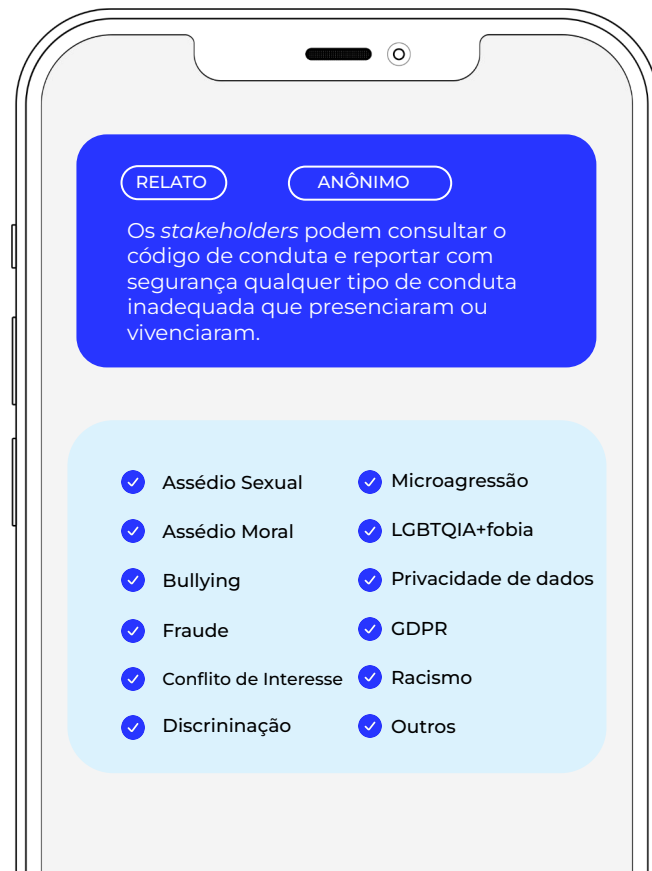 RELATO
ANÔNIMO
Os stakeholders podem consultar o
código de conduta e reportar com
segurança qualquer tipo de conduta
inadequada que presenciaram ou
vivenciaram.
Assédio Sexual
Assédio Moral
Bullying
Fraude
Conflito de Interesse
Discrininação
Microagressão
LGBTQIA+fobia
Privacidade de dados
GDPR
Racismo
Outros